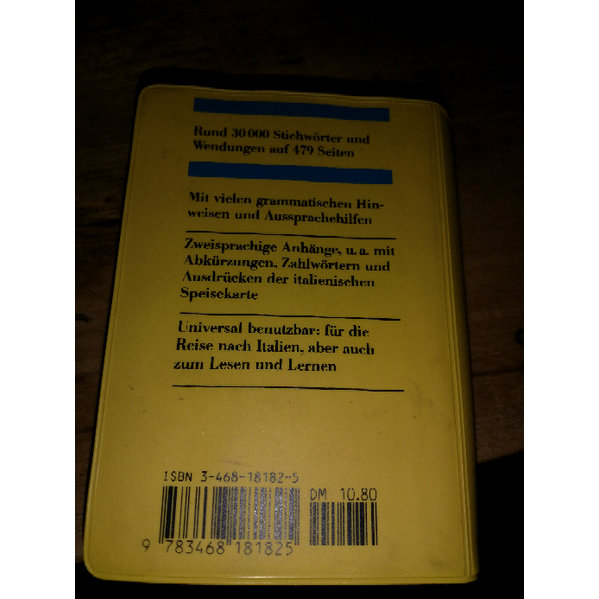 Rund 30 000 Stichwörter und
Wendungen auf 479 Seiten
Mit vielen grammatischen Hin-
weisen und Aussprachehilfen
Zweisprachige Anhänge, u. a. mit
Abkürzungen, Zahlwörtern und
Ausdrücken der italienischen
Speisekarte
Universal benutzbar: für die
Reise nach Italien, aber auch
zum Lesen und Lernen
ISBN 3-468-18182-5
DM 10.80
9 783468 181825